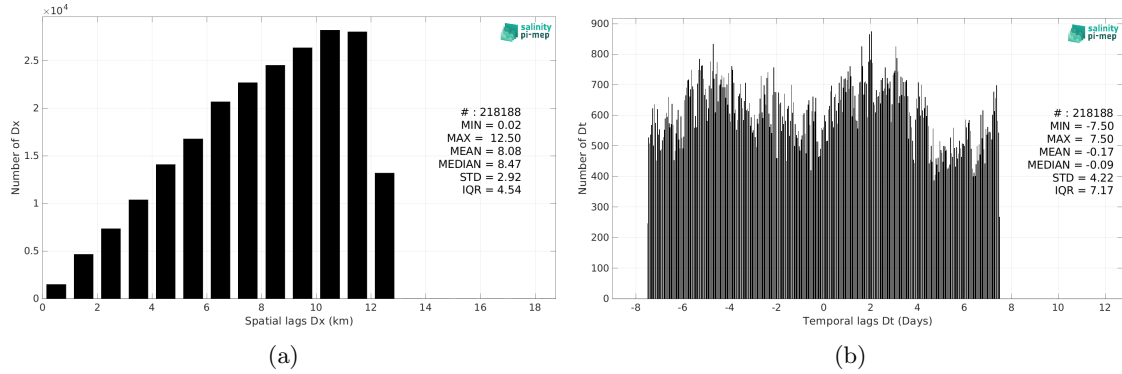 ×10⁴
2.5
2
1.5
1
0.5
0
Number of Dx
0 2 4 6 8 10 12 14 16 18
Spatial lags Dx (km)
salinity
pi-mep
# : 218188
MIN = 0.02
MAX = 12.50
MEAN = 8.08
MEDIAN = 8.47
STD = 2.92
IQR = 4.54
(a)
900
800
700
600
500
400
300
200
100
0
Number of Dt
-8 -6 -4 -2 0 2 4 6 8 10 12
Temporal lags Dt (Days)
salinity
pi-mep
# : 218188
MIN = -7.50
MAX = 7.50
MEAN = -0.17
MEDIAN = -0.09
STD = 4.22
IQR = 7.17
(b)